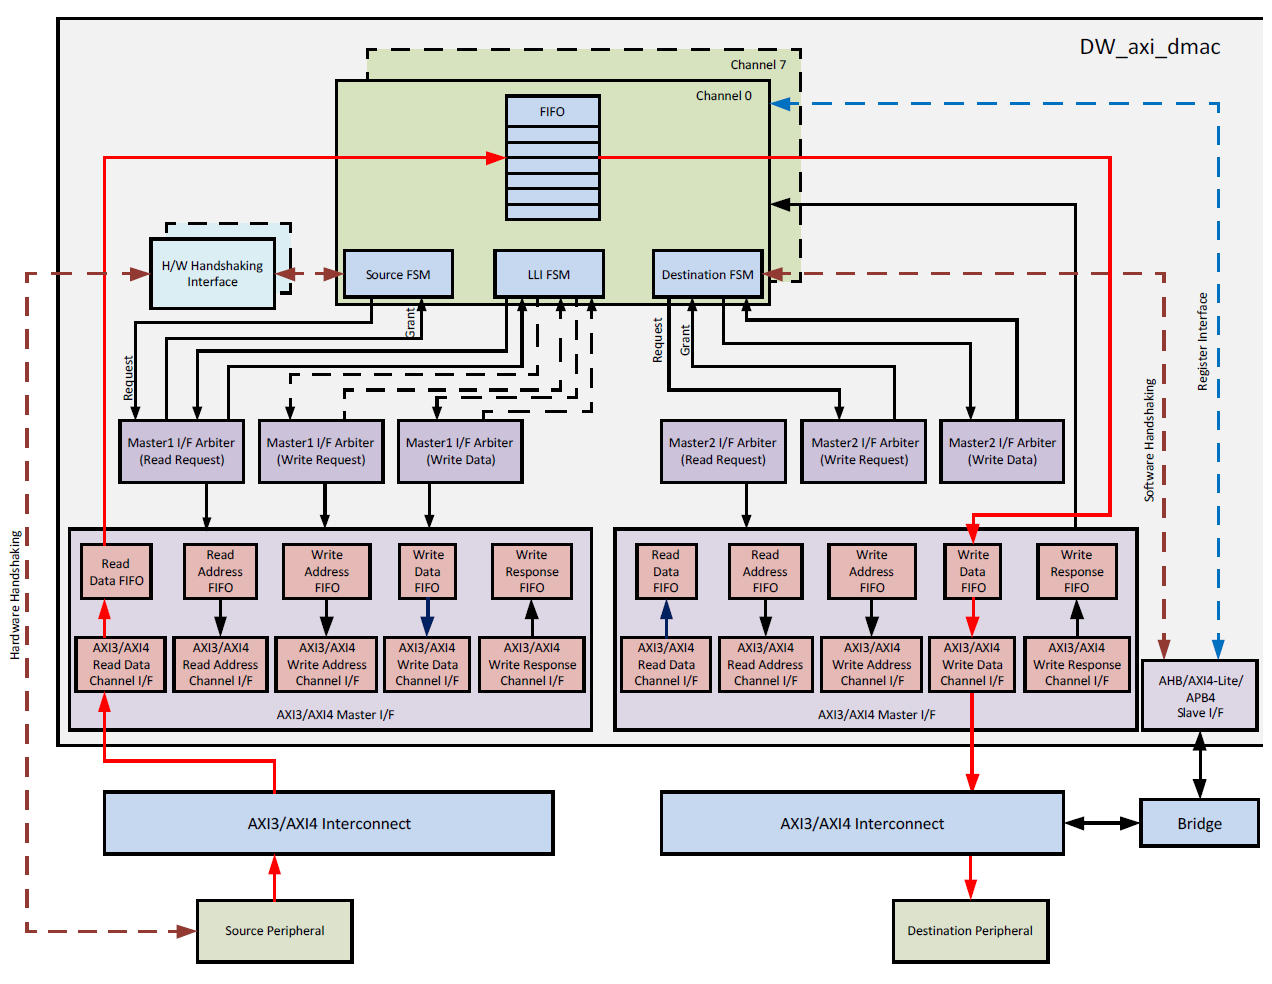 DW_axi_dmac
Channel 7
Channel 0
FIFO
H/W Handshaking
Interface
Source FSM
LLI FSM
Destination FSM
Grant
Request
Request
Grant
Register Interface
Software Handshaking
Hardware Handshaking
Master1 I/F Arbiter
(Read Request)
Master1 I/F Arbiter
(Write Request)
Master1 I/F Arbiter
(Write Data)
Master2 I/F Arbiter
(Read Request)
Master2 I/F Arbiter
(Write Request)
Master2 I/F Arbiter
(Write Data)
Read
Data FIFO
Read
Address
FIFO
Write
Address
FIFO
Write
Data
FIFO
Write
Response
FIFO
Read
Data
FIFO
Read
Address
FIFO
Write
Address
FIFO
Write
Data
FIFO
Write
Response
FIFO
AXI3/AXI4
Read Data
Channel I/F
AXI3/AXI4
Read Address
Channel I/F
AXI3/AXI4
Write Address
Channel I/F
AXI3/AXI4
Write Data
Channel I/F
AXI3/AXI4
Write Response
Channel I/F
AXI3/AXI4
Read Data
Channel I/F
AXI3/AXI4
Read Address
Channel I/F
AXI3/AXI4
Write Address
Channel I/F
AXI3/AXI4
Write Data
Channel I/F
AXI3/AXI4
Write Response
Channel I/F
AXI3/AXI4 Master I/F
AXI3/AXI4 Master I/F
AHB/AXI4-Lite/
APB4
Slave I/F
AXI3/AXI4 Interconnect
AXI3/AXI4 Interconnect
Bridge
Source Peripheral
Destination Peripheral